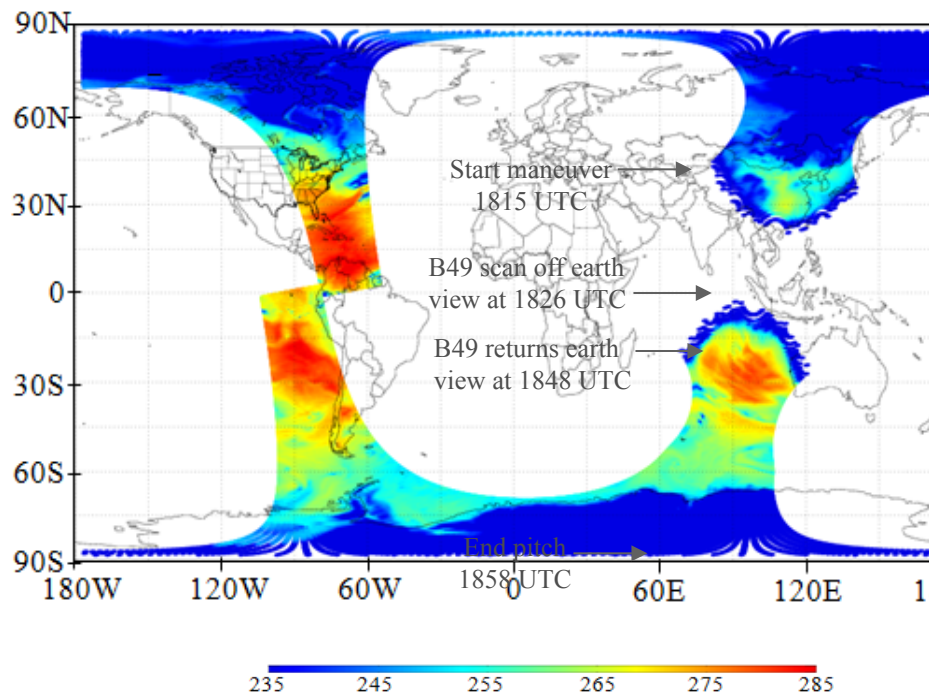 90N
60N
30N
0
30S
60S
90S
Start maneuver
1815 UTC
B49 scan off earth
view at 1826 UTC
B49 returns earth
view at 1848 UTC
End pitch
1858 UTC
180W
120W
60W
0
60E
120E
1
235
245
255
265
275
285